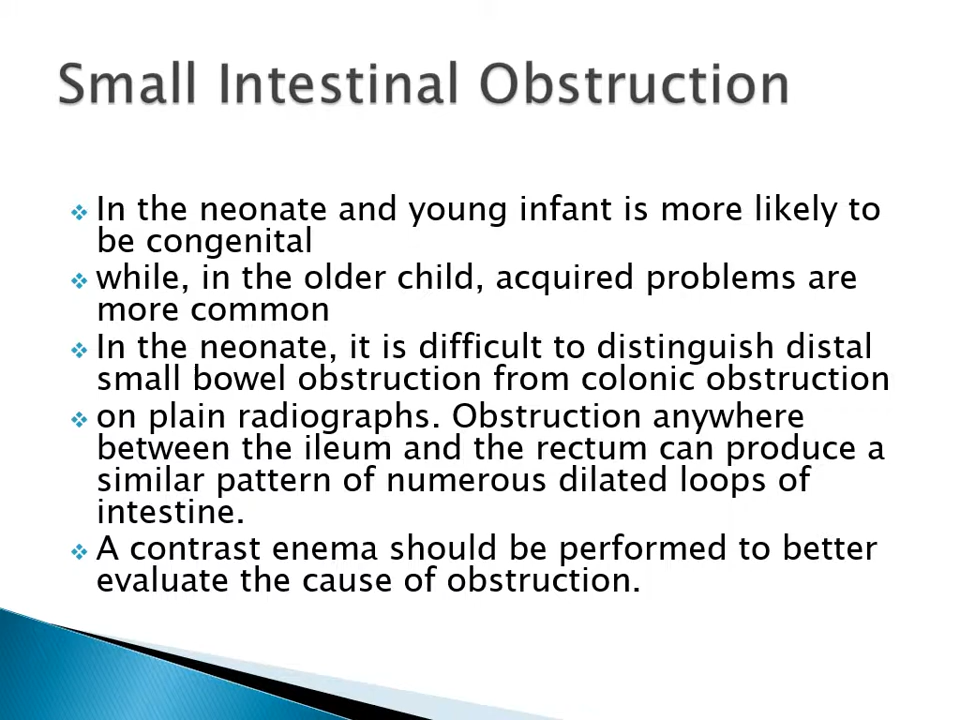 Small Intestinal Obstruction
❖ In the neonate and young infant is more likely to
be congenital
❖ while, in the older child, acquired problems are
more common
❖ In the neonate, it is difficult to distinguish distal
small bowel obstruction from colonic obstruction
❖ on plain radiographs. Obstruction anywhere
between the ileum and the rectum can produce a
similar pattern of numerous dilated loops of
intestine.
❖ A contrast enema should be performed to better
evaluate the cause of obstruction.